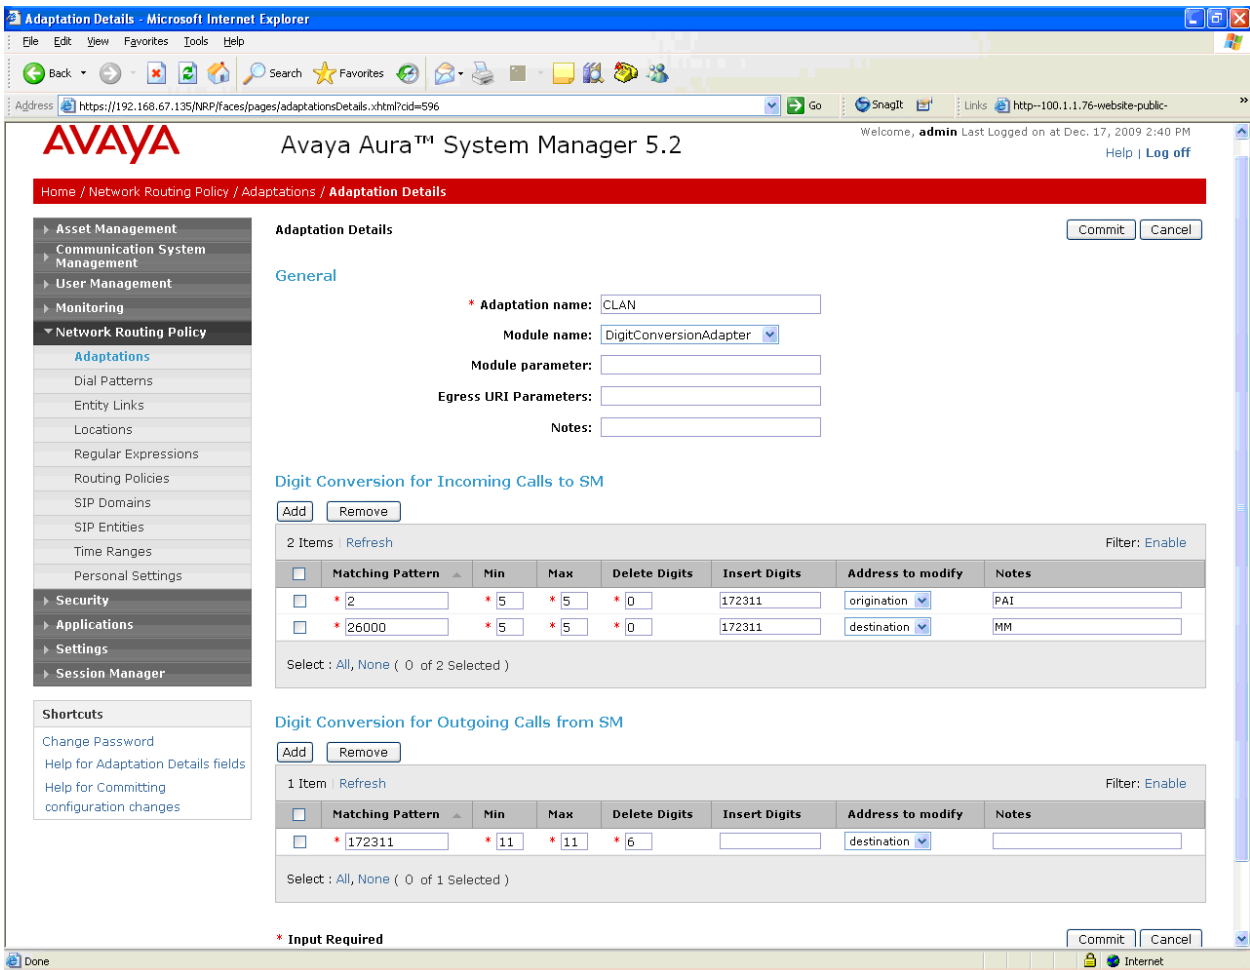 Adaptation Details - Microsoft Internet Explorer
File Edit View Favorites Tools Help
Back Search Favorites
Address https://192.168.67.135/NRP/faces/pages/adaptationsDetails.xhtml?cid=596 Go SnagIt Links http--100.1.1.76-website-public- »
AVAYA
Avaya Aura™ System Manager 5.2
Welcome, admin Last Logged on at Dec. 17, 2009 2:40 PM
Help | Log off
Home / Network Routing Policy / Adaptations / Adaptation Details
Asset Management
Communication System
Management
User Management
Monitoring
Network Routing Policy
Adaptations
Dial Patterns
Entity Links
Locations
Regular Expressions
Routing Policies
SIP Domains
SIP Entities
Time Ranges
Personal Settings
Security
Applications
Settings
Session Manager
Shortcuts
Change Password
Help for Adaptation Details fields
Help for Committing
configuration changes
Adaptation Details Commit Cancel
General
* Adaptation name: CLAN
Module name: DigitConversionAdapter
Module parameter:
Egress URI Parameters:
Notes:
Digit Conversion for Incoming Calls to SM
Add Remove
2 Items | Refresh Filter: Enable
Matching Pattern Min Max Delete Digits Insert Digits Address to modify Notes
* 2 * 5 * 5 * 0 172311 origination PAI
* 26000 * 5 * 5 * 0 172311 destination MM
Select : All, None ( 0 of 2 Selected )
Digit Conversion for Outgoing Calls from SM
Add Remove
1 Item | Refresh Filter: Enable
Matching Pattern Min Max Delete Digits Insert Digits Address to modify Notes
* 172311 * 11 * 11 * 6 destination
Select : All, None ( 0 of 1 Selected )
* Input Required Commit Cancel
Done Internet